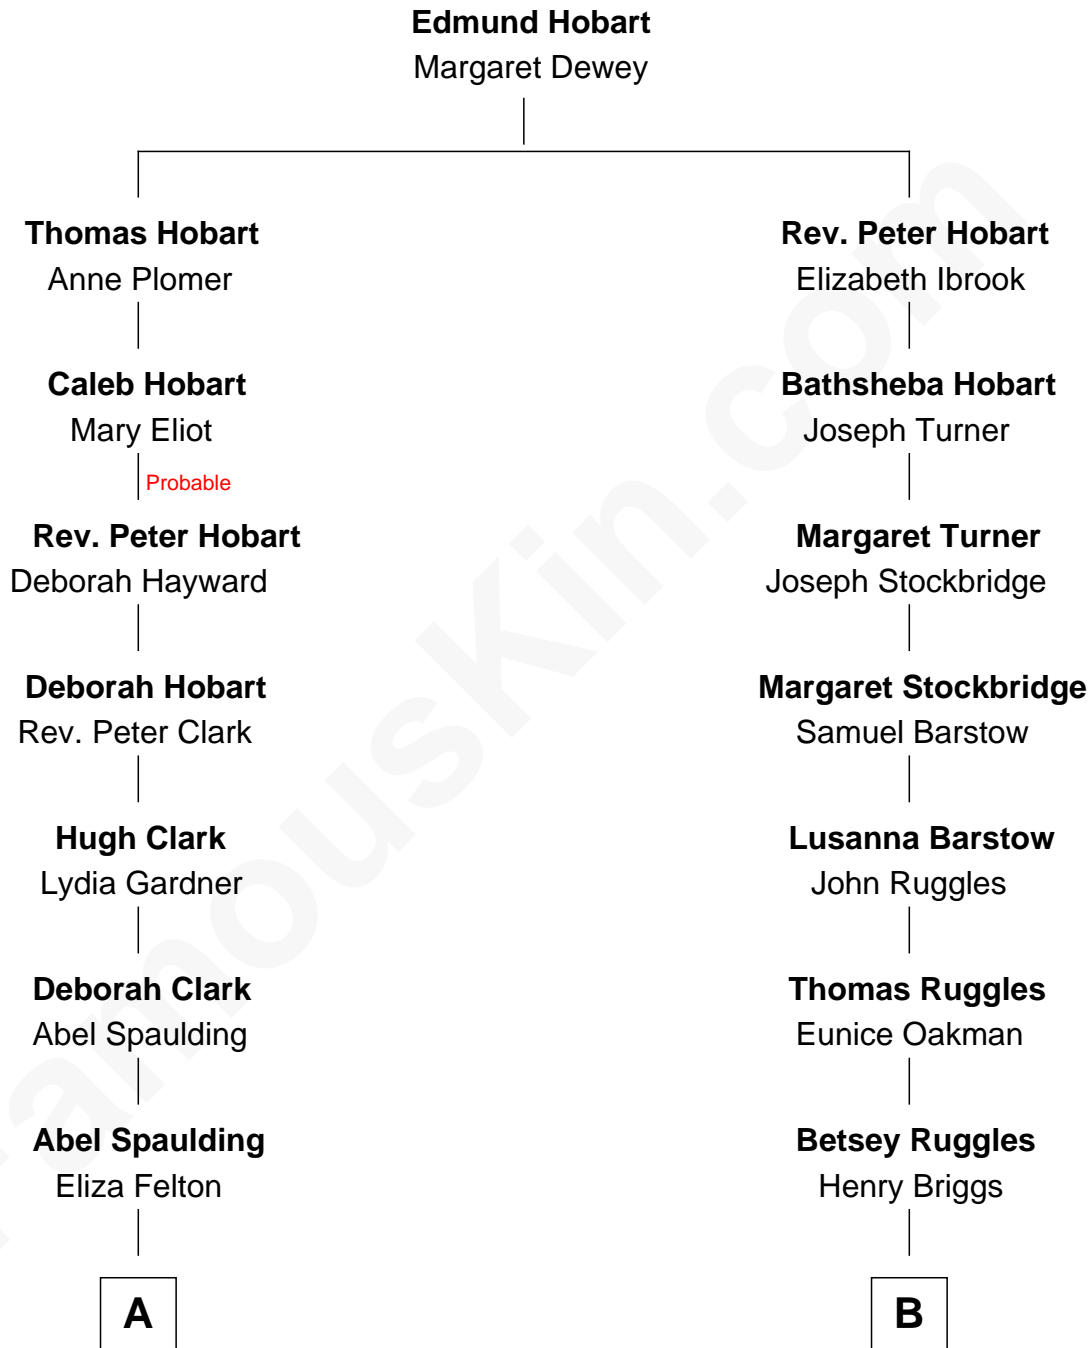 Edmund Hobart
Margaret Dewey
Thomas Hobart
Anne Plomer
Caleb Hobart
Mary Eliot
Probable
Rev. Peter Hobart
Deborah Hayward
Deborah Hobart
Rev. Peter Clark
Hugh Clark
Lydia Gardner
Deborah Clark
Abel Spaulding
Abel Spaulding
Eliza Felton
A
Rev. Peter Hobart
Elizabeth Ibrook
Bathsheba Hobart
Joseph Turner
Margaret Turner
Joseph Stockbridge
Margaret Stockbridge
Samuel Barstow
Lusanna Barstow
John Ruggles
Thomas Ruggles
Eunice Oakman
Betsey Ruggles
Henry Briggs
B
FamousKin.com